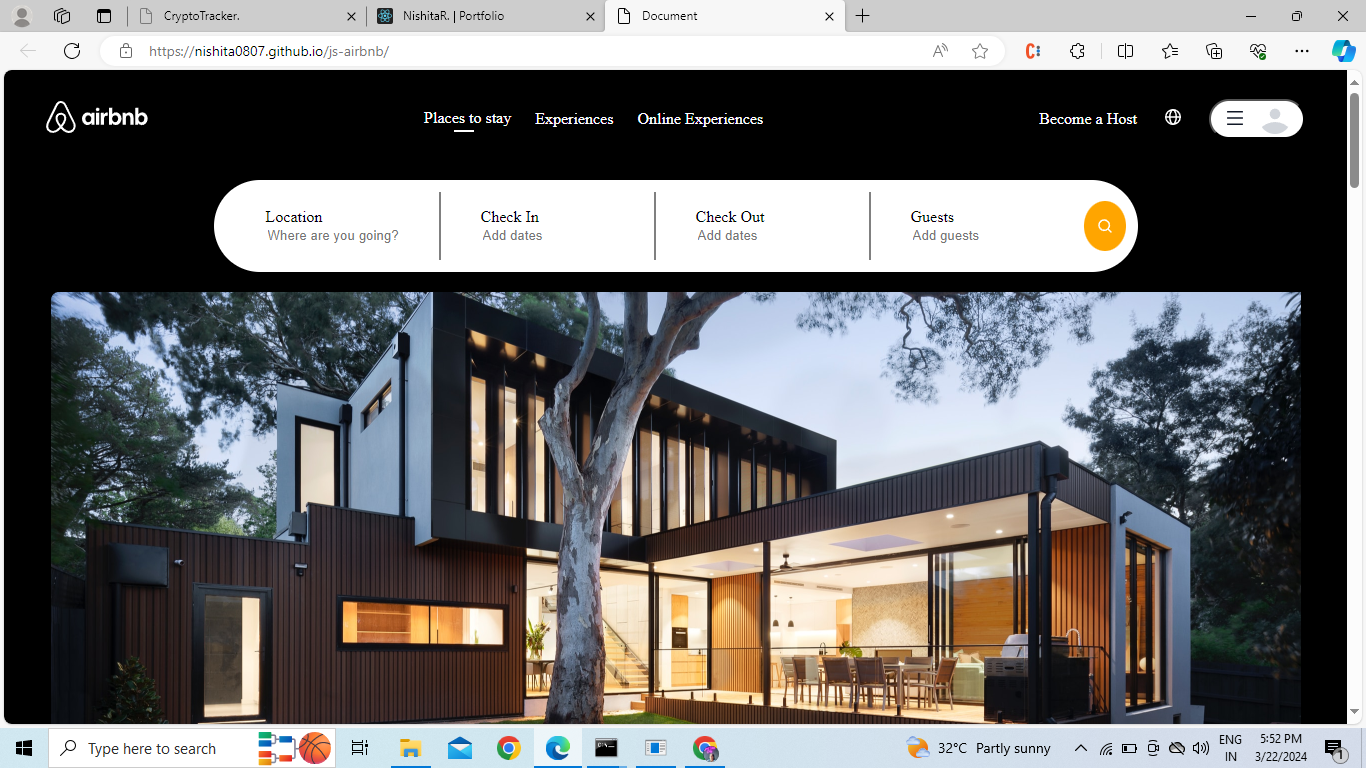 CryptoTracker.
NishitaR. | Portfolio
Document
https://nishita0807.github.io/js-airbnb/
airbnb
Places to stay
Experiences
Online Experiences
Become a Host
Location
Where are you going?
Check In
Add dates
Check Out
Add dates
Guests
Add guests
Type here to search
32°C Partly sunny
ENG
IN
5:52 PM
3/22/2024
1